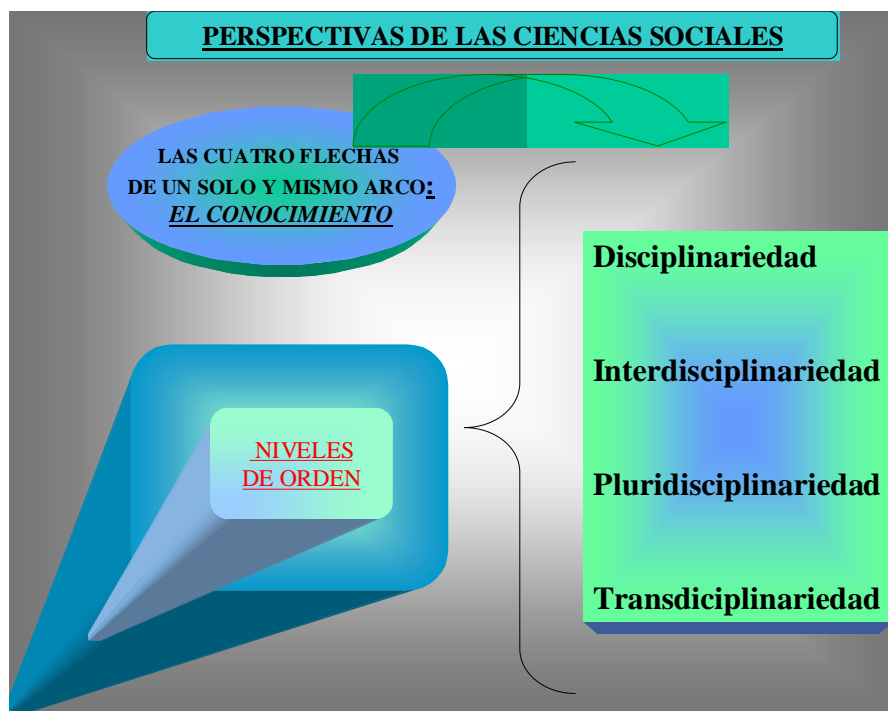 PERSPECTIVAS DE LAS CIENCIAS SOCIALES
LAS CUATRO FLECHAS
DE UN SOLO Y MISMO ARCO:
EL CONOCIMIENTO
NIVELES
DE ORDEN
Disciplinariedad
Interdisciplinariedad
Pluridisciplinariedad
Transdiciplinariedad